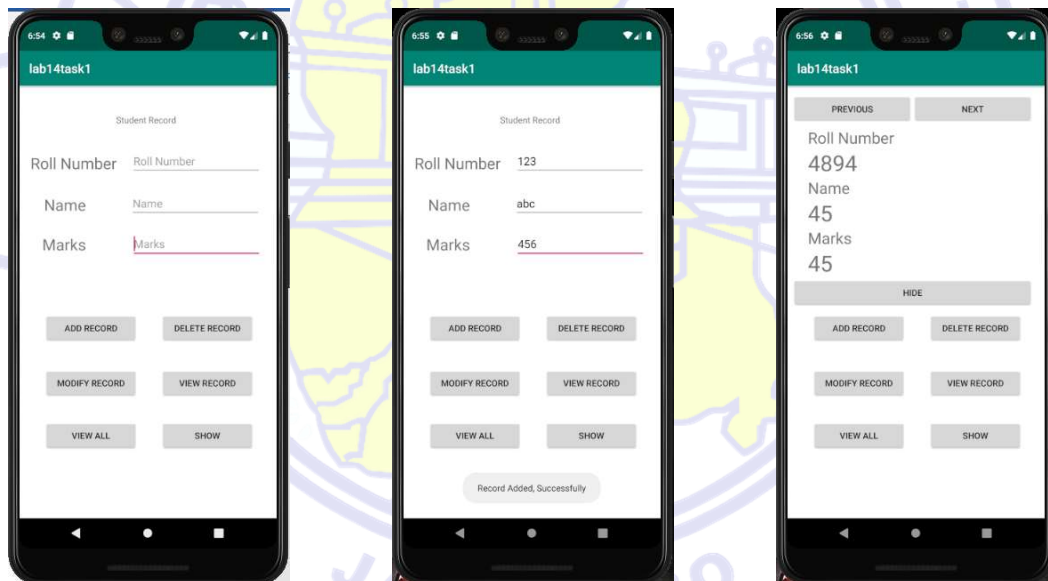 6:54
lab14task1
Student Record
Roll Number Roll Number
Name Name
Marks Marks
ADD RECORD DELETE RECORD
MODIFY RECORD VIEW RECORD
VIEW ALL SHOW
6:55
lab14task1
Student Record
Roll Number 123
Name abc
Marks 456
ADD RECORD DELETE RECORD
MODIFY RECORD VIEW RECORD
VIEW ALL SHOW
Record Added, Successfully
6:56
lab14task1
PREVIOUS NEXT
Roll Number
4894
Name
45
Marks
45
HIDE
ADD RECORD DELETE RECORD
MODIFY RECORD VIEW RECORD
VIEW ALL SHOW